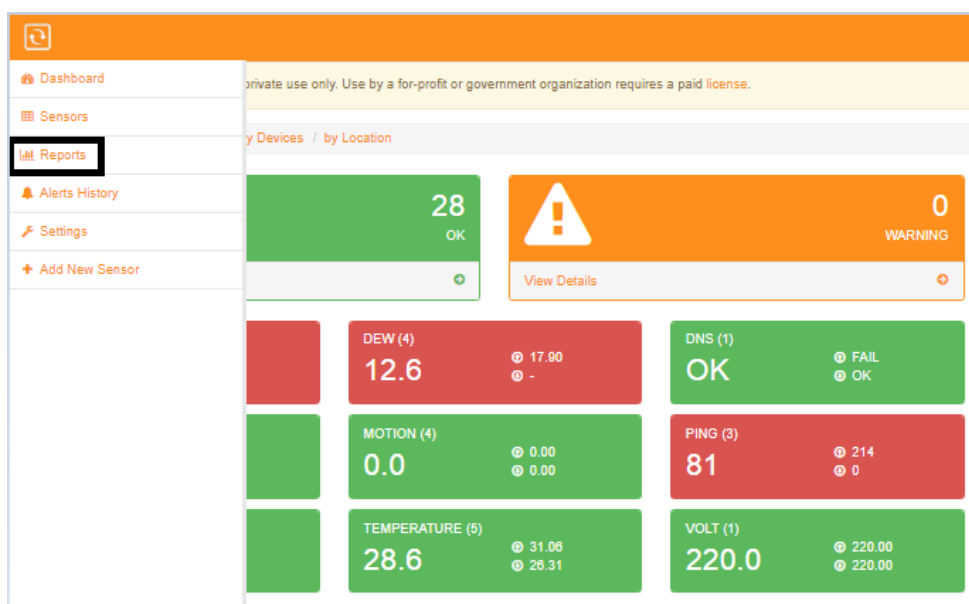 Dashboard
Sensors
Reports
Alerts History
Settings
Add New Sensor
private use only. Use by a for-profit or government organization requires a paid license.
y Devices / by Location
28
OK
0
WARNING
View Details
DEW (4)
12.6
17.90
-
DNS (1)
OK
FAIL
OK
MOTION (4)
0.0
0.00
0.00
PING (3)
81
214
0
TEMPERATURE (5)
28.6
31.06
26.31
VOLT (1)
220.0
220.00
220.00